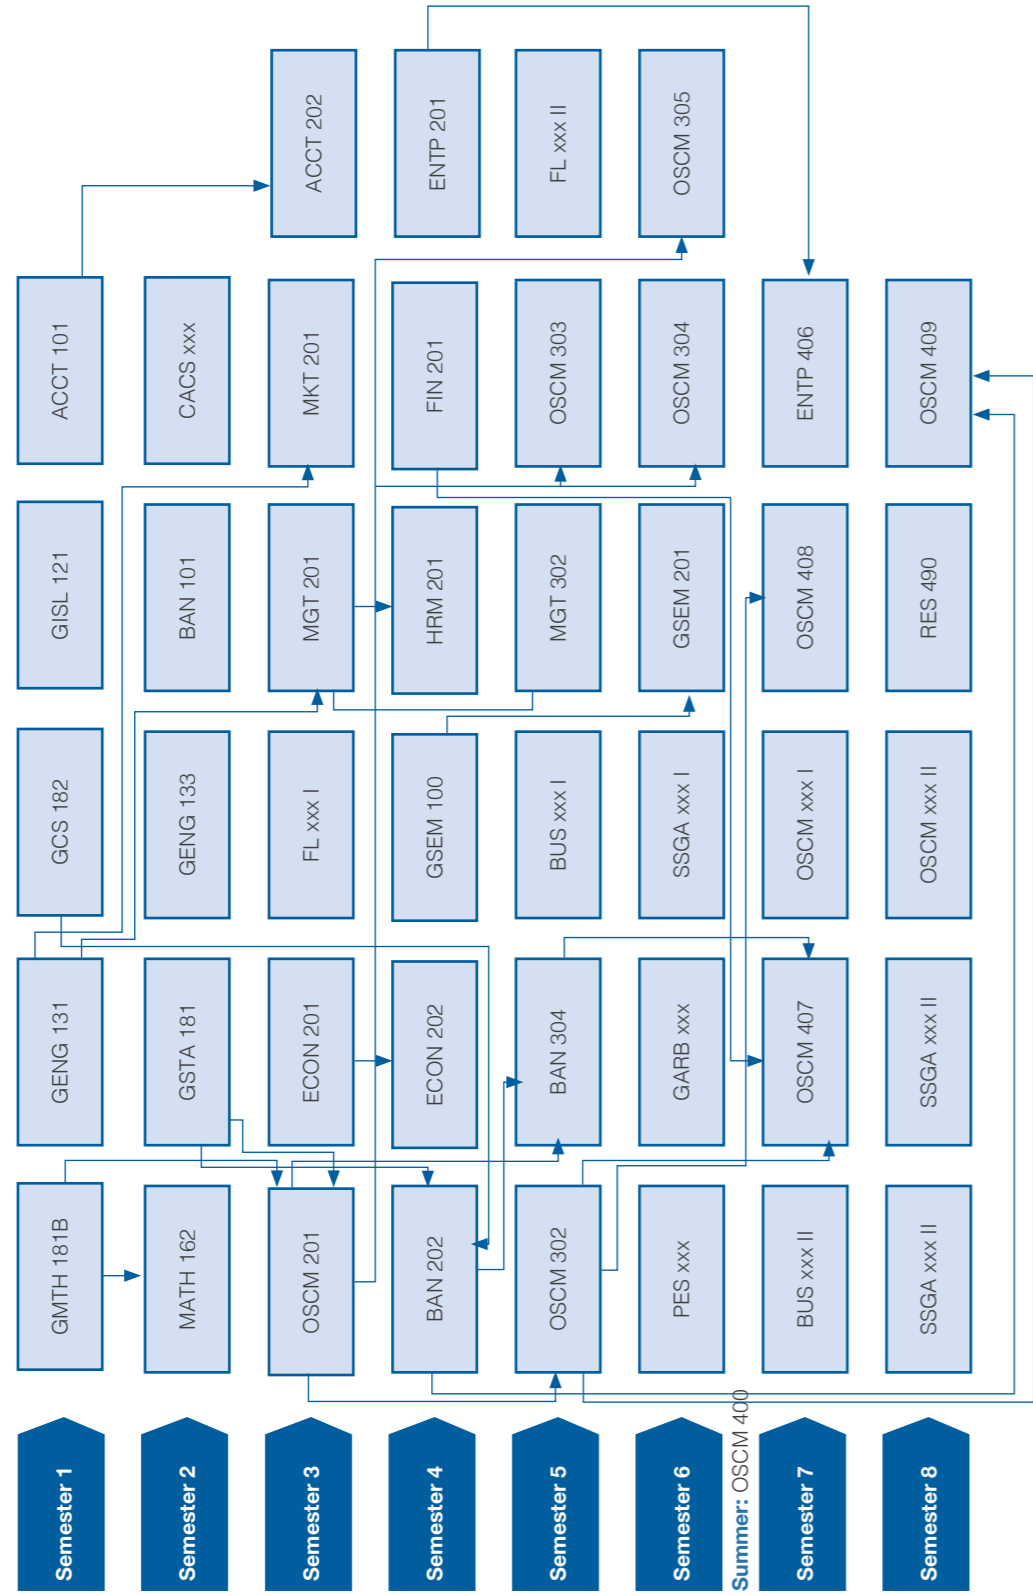 Semester 1
GMTH 181B
GENG 131
GCS 182
GISL 121
ACCT 101
Semester 2
MATH 162
GSTA 181
GENG 133
BAN 101
CACS xxx
Semester 3
OSCM 201
ECON 201
FL xxx I
MGT 201
MKT 201
ACCT 202
Semester 4
BAN 202
ECON 202
GSEM 100
HRM 201
FIN 201
ENTP 201
Semester 5
OSCM 302
BAN 304
BUS xxx I
MGT 302
OSCM 303
FL xxx II
Semester 6
PES xxx
GARB xxx
SSGA xxx I
GSEM 201
OSCM 304
OSCM 305
Summer: OSCM 400
Semester 7
BUS xxx II
OSCM 407
OSCM xxx I
OSCM 408
ENTP 406
Semester 8
SSGA xxx II
SSGA xxx II
OSCM xxx II
RES 490
OSCM 409